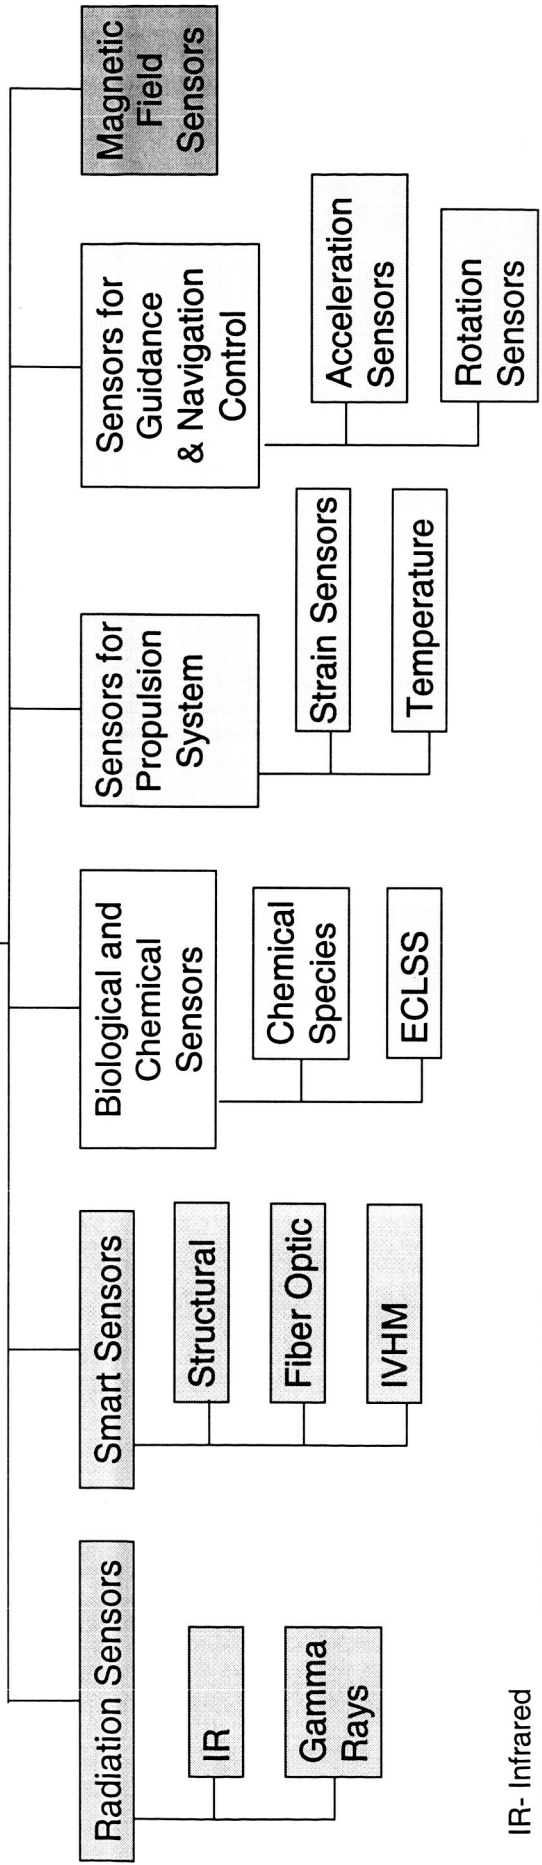 Radiation Sensors
IR
Gamma
Rays
Smart Sensors
Structural
Fiber Optic
IVHM
Biological and
Chemical
Sensors
Chemical
Species
ECLSS
Sensors for
Propulsion
System
Strain Sensors
Temperature
Sensors for
Guidance
& Navigation
Control
Acceleration
Sensors
Rotation
Sensors
Magnetic
Field
Sensors
IR- Infrared